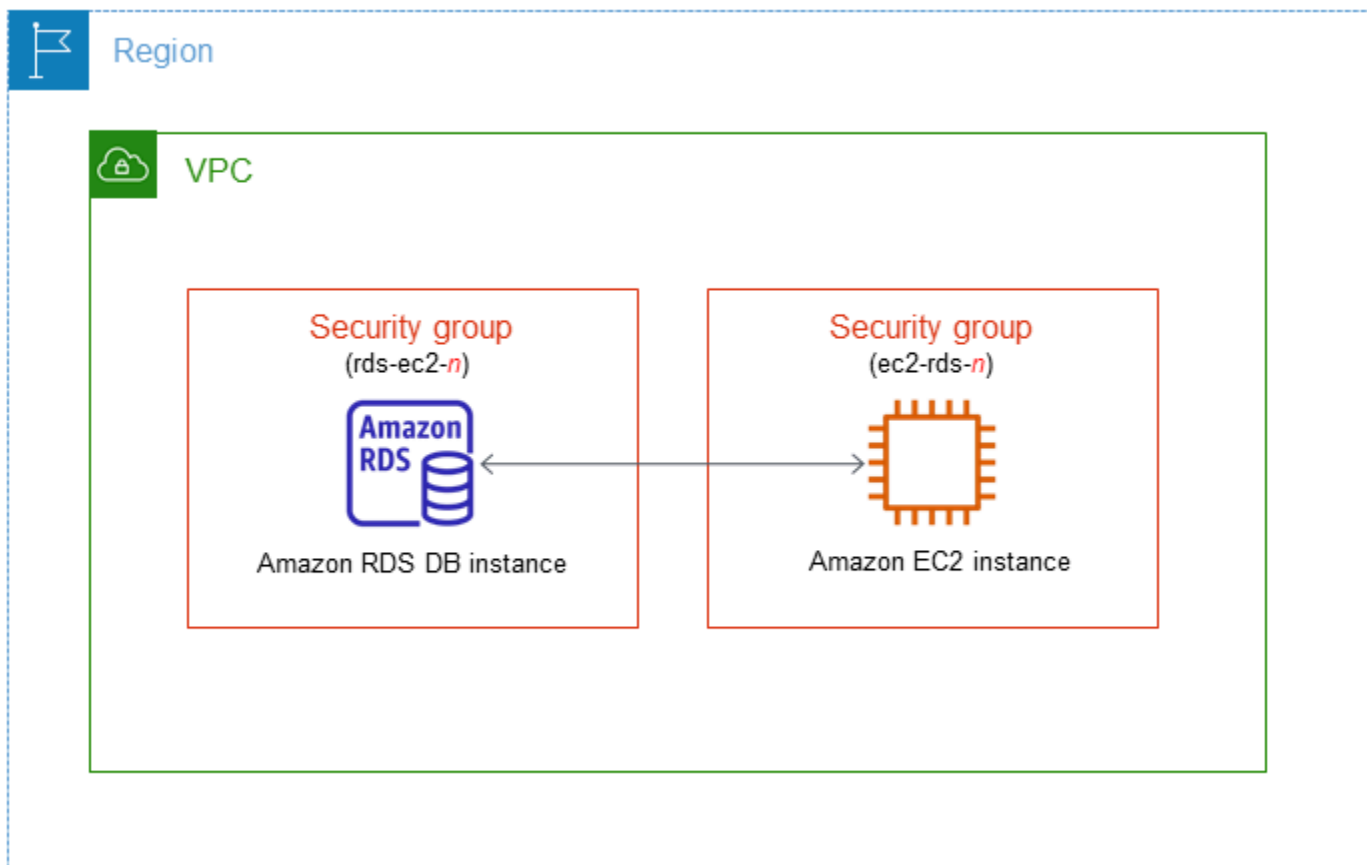 Region
VPC
Security group
(rds-ec2-n)
Amazon
RDS
Amazon RDS DB instance
Security group
(ec2-rds-n)
Amazon EC2 instance